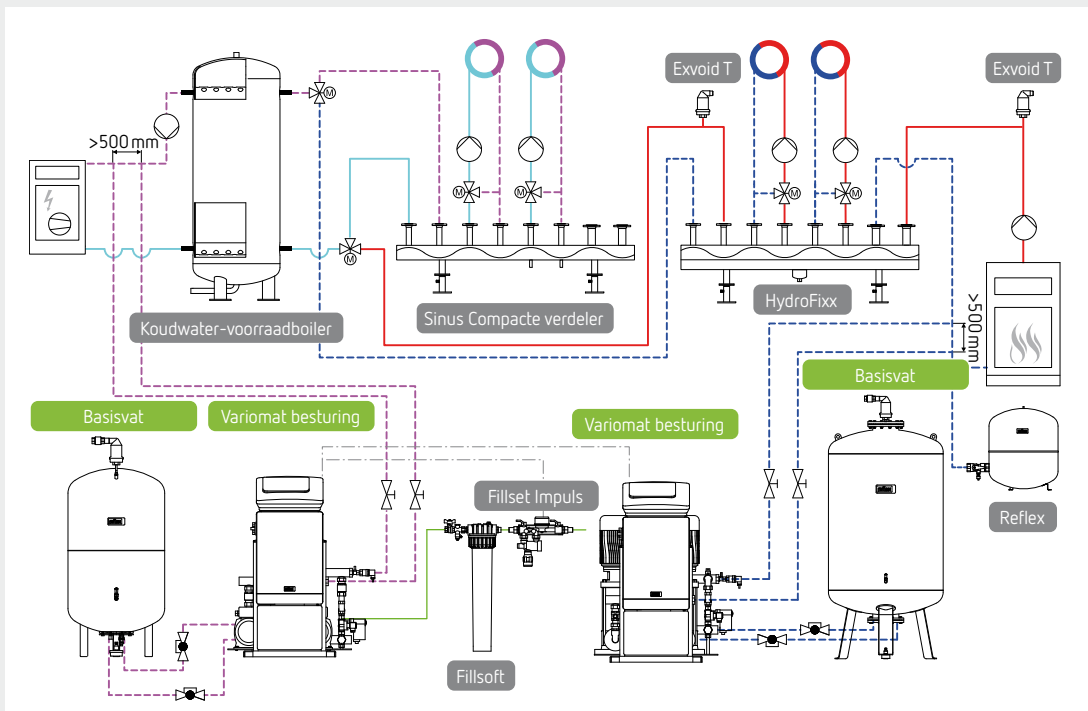 Exvoid T
Exvoid T
>500 mm
M
M
M
M
M
M
Koudwater-voorraadboiler
Sinus Compacte verdeler
HydroFixx
>500 mm
Basisvat
Basisvat
Variomat besturing
Variomat besturing
Fillset Impuls
Reflex
Fillsoft